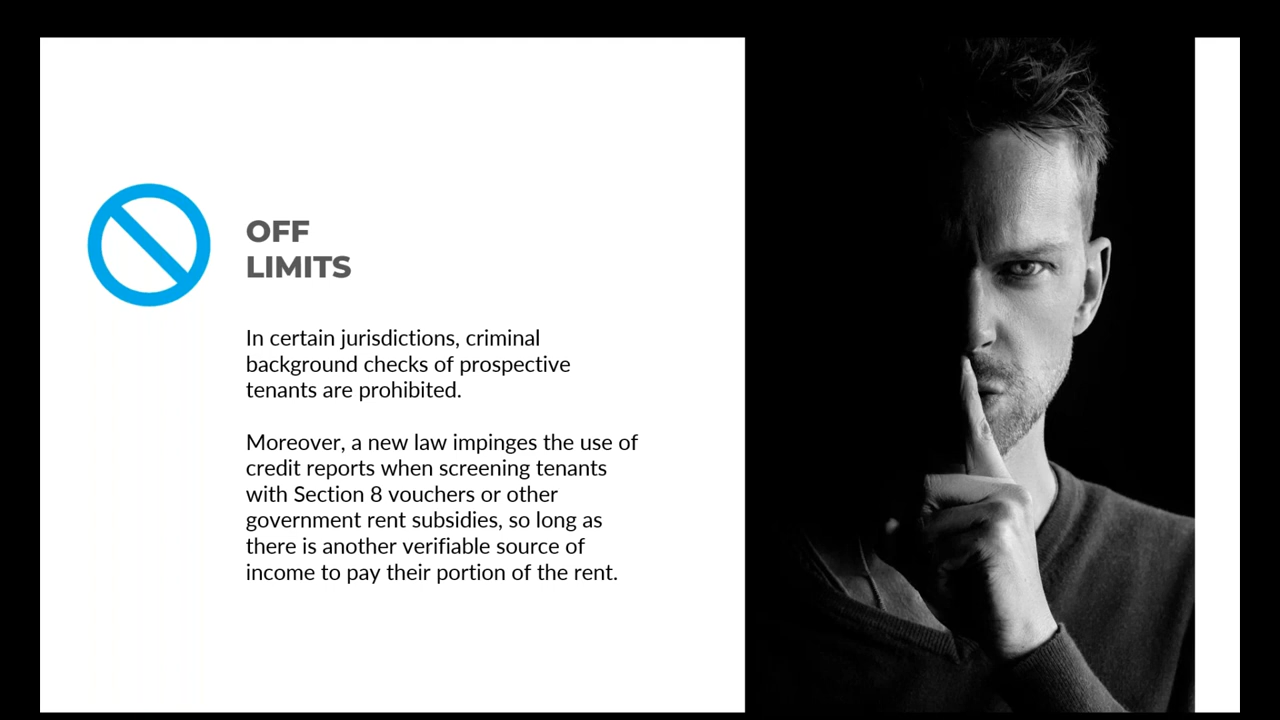 OFF
LIMITS
In certain jurisdictions, criminal
background checks of prospective
tenants are prohibited.
Moreover, a new law impinges the use of
credit reports when screening tenants
with Section 8 vouchers or other
government rent subsidies, so long as
there is another verifiable source of
income to pay their portion of the rent.